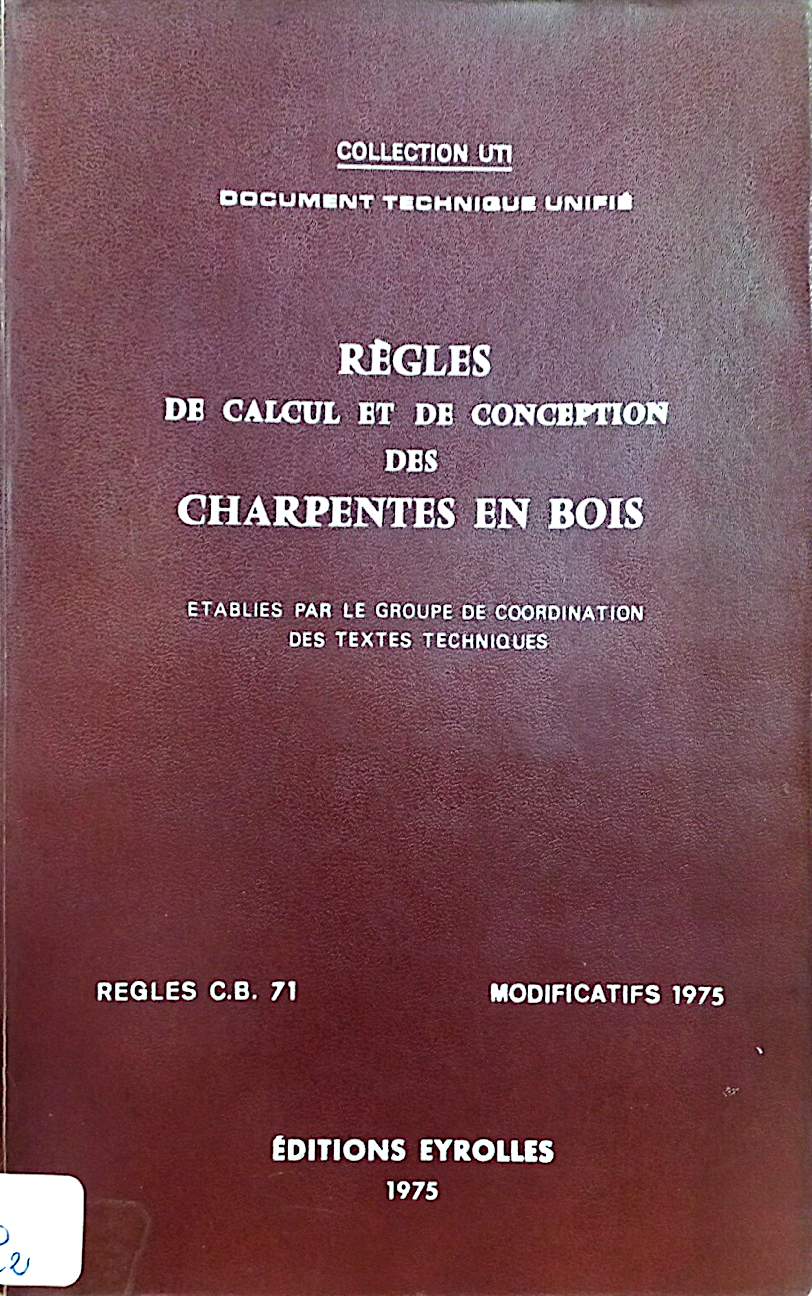 COLLECTION UTI
DOCUMENT TECHNIQUE UNIFIÉ
RÈGLES
DE CALCUL ET DE CONCEPTION
DES
CHARPENTES EN BOIS
ETABLIES PAR LE GROUPE DE COORDINATION
DES TEXTES TECHNIQUES
REGLES C.B. 71
MODIFICATIFS 1975
ÉDITIONS EYROLLES
1975